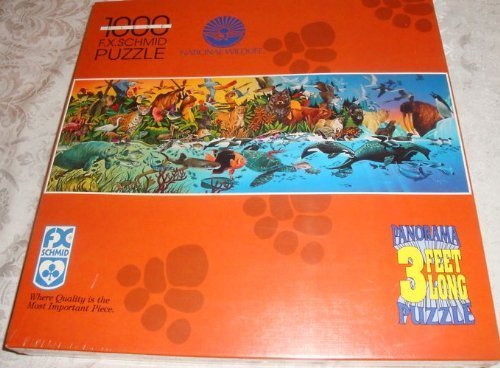 1000
F.X. SCHMID
PUZZLE
NATIONAL WILDLIFE
FX
SCHMID
Where Quality is the
Most Important Piece.
PANORAMA
3 FEET
LONG
PUZZLE